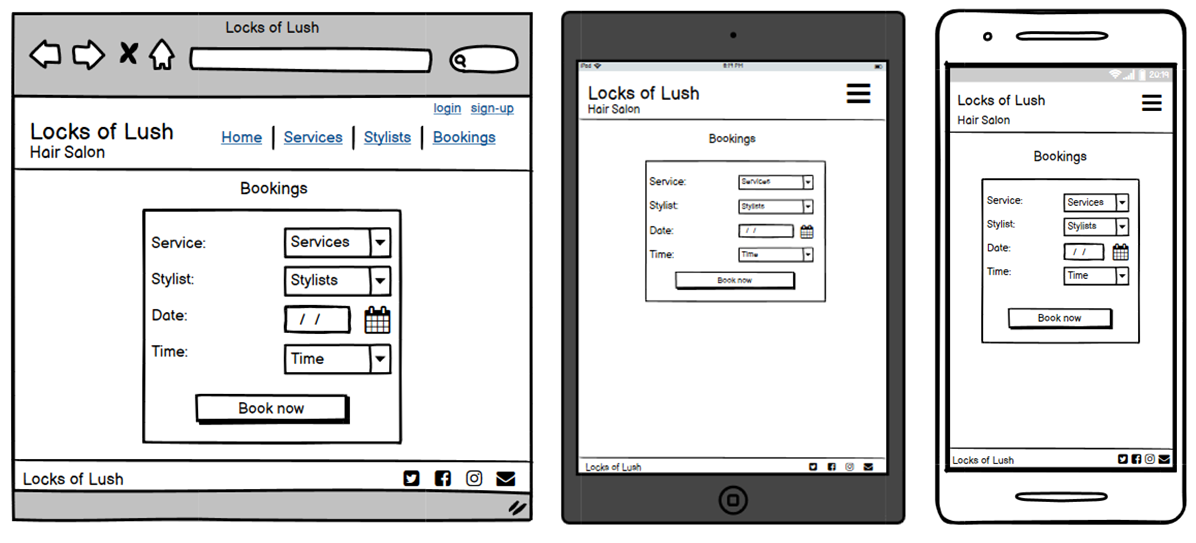 Locks of Lush
login sign-up
Locks of Lush
Hair Salon
Home Services Stylists Bookings
Bookings
Service: Services
Stylist: Stylists
Date: / /
Time: Time
Book now
Locks of Lush
iPad 8:19 PM
Locks of Lush
Hair Salon
Bookings
Service: Services
Stylist: Stylists
Date: / /
Time: Time
Book now
Locks of Lush
20:19
Locks of Lush
Hair Salon
Bookings
Service: Services
Stylist: Stylists
Date: / /
Time: Time
Book now
Locks of Lush